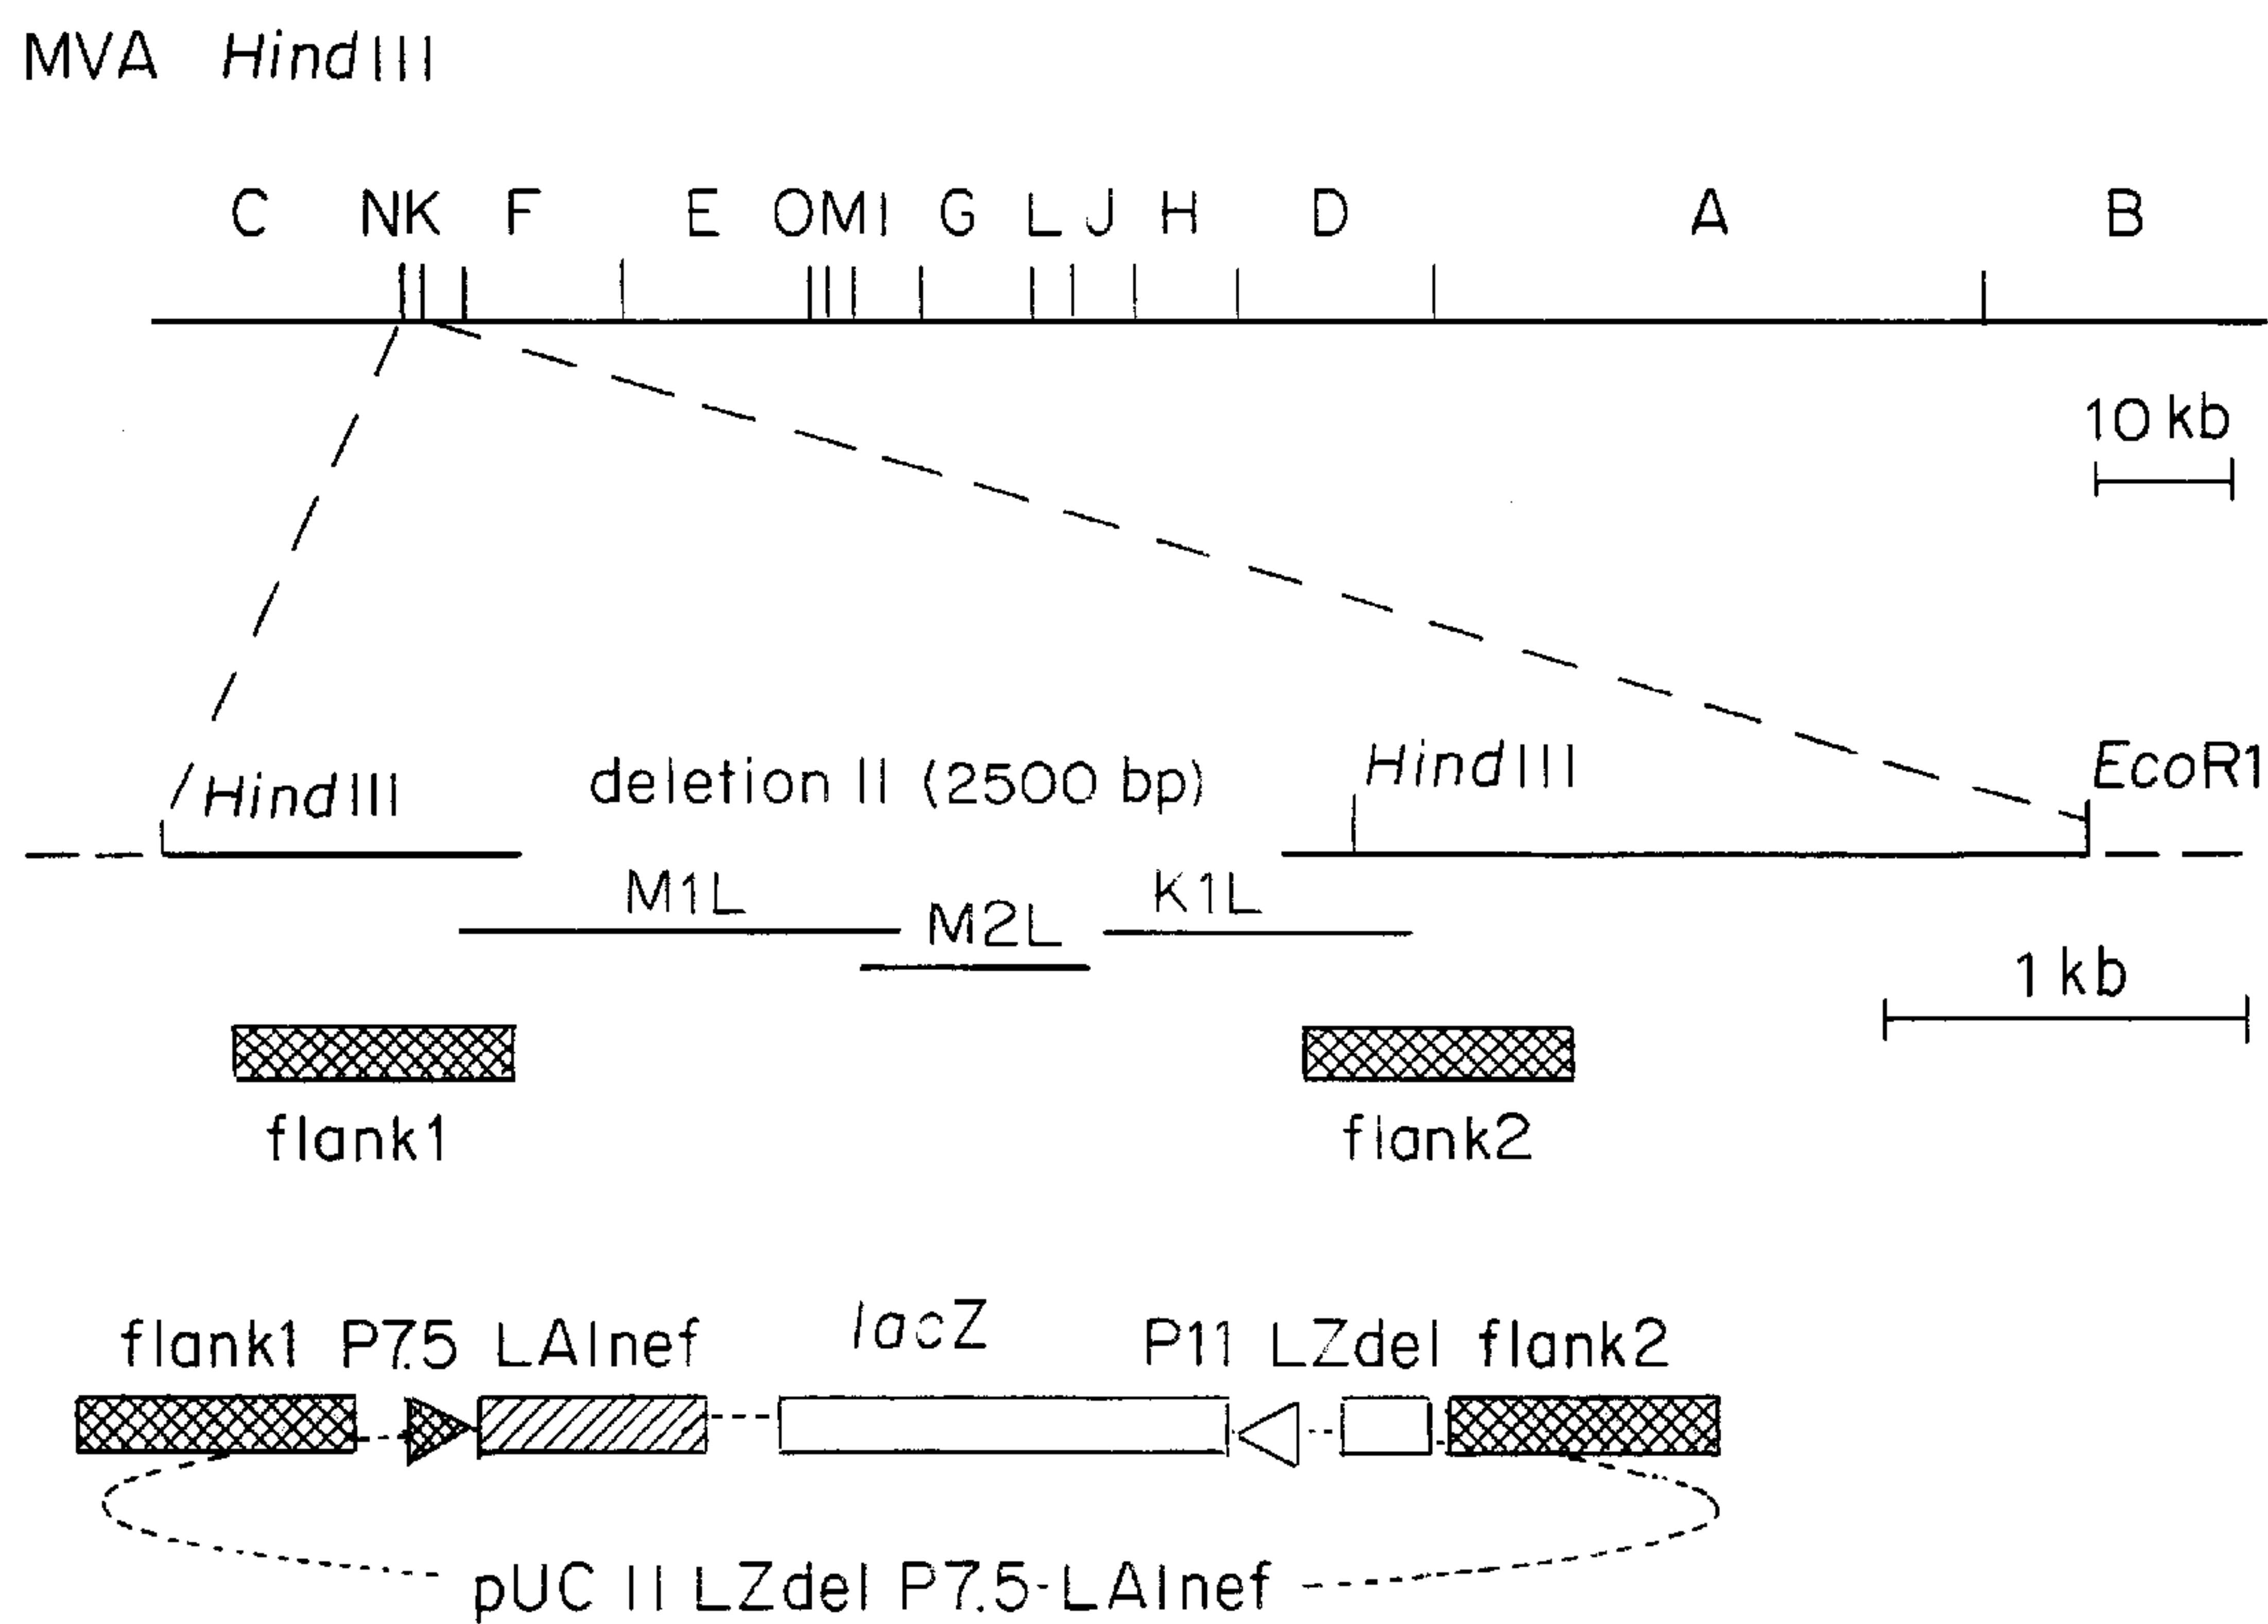 MVA HindIII
C NK F E OMI G L J H D A B
10 kb
HindIII deletion II (2500 bp) HindIII EcoR1
M1L M2L K1L
1 kb
flank1 flank2
flank1 P7.5 LAInef lacZ P11 LZdel flank2
pUC II LZdel P7.5-LAInef